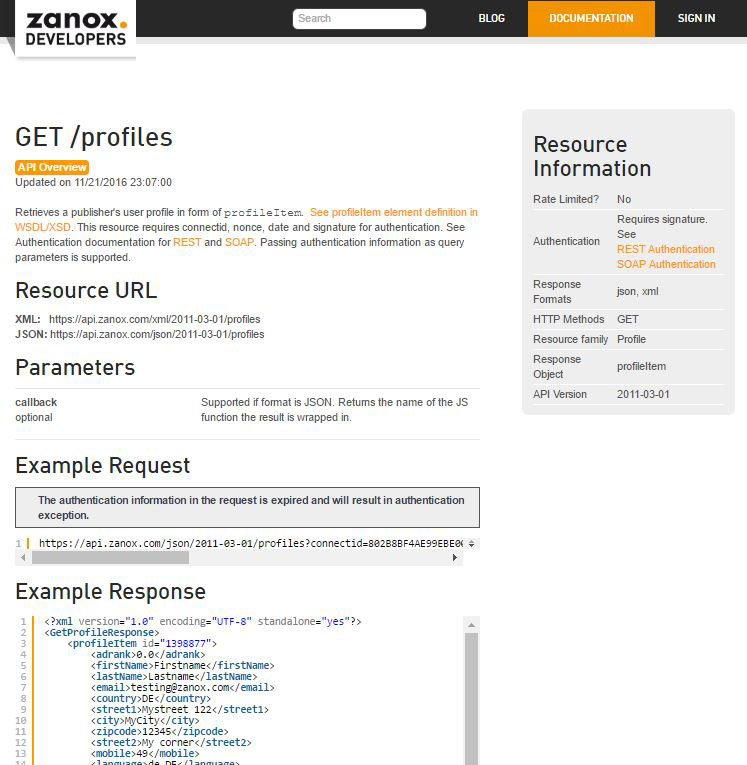 zanox.
DEVELOPERS
Search
BLOG
DOCUMENTATION
SIGN IN
GET /profiles
API Overview
Updated on 11/21/2016 23:07:00
Retrieves a publisher's user profile in form of profileItem. See profileItem element definition in
WSDL/XSD. This resource requires connectid, nonce, date and signature for authentication. See
Authentication documentation for REST and SOAP. Passing authentication information as query
parameters is supported.
Resource URL
XML: https://api.zanox.com/xml/2011-03-01/profiles
JSON: https://api.zanox.com/json/2011-03-01/profiles
Parameters
callback
optional
Supported if format is JSON. Returns the name of the JS
function the result is wrapped in.
Example Request
The authentication information in the request is expired and will result in authentication
exception.
1 https://api.zanox.com/json/2011-03-01/profiles?connectid=802B8BF4AE99EBE00
Example Response
1 <?xml version="1.0" encoding="UTF-8" standalone="yes"?>
2 <GetProfileResponse>
3 <profileItem id="1398877">
4 <adrank>0.0</adrank>
5 <firstName>Firstname</firstName>
6 <lastName>Lastname</lastName>
7 <email>testing@zanox.com</email>
8 <country>DE</country>
9 <street1>Mystreet 122</street1>
10 <city>MyCity</city>
11 <zipcode>12345</zipcode>
12 <street2>My corner</street2>
13 <mobile>49</mobile>
14 <language>de_DE</language>
Resource
Information
Rate Limited? No
Authentication
Requires signature.
See
REST Authentication
SOAP Authentication
Response
Formats
json, xml
HTTP Methods GET
Resource family Profile
Response
Object
profileItem
API Version 2011-03-01